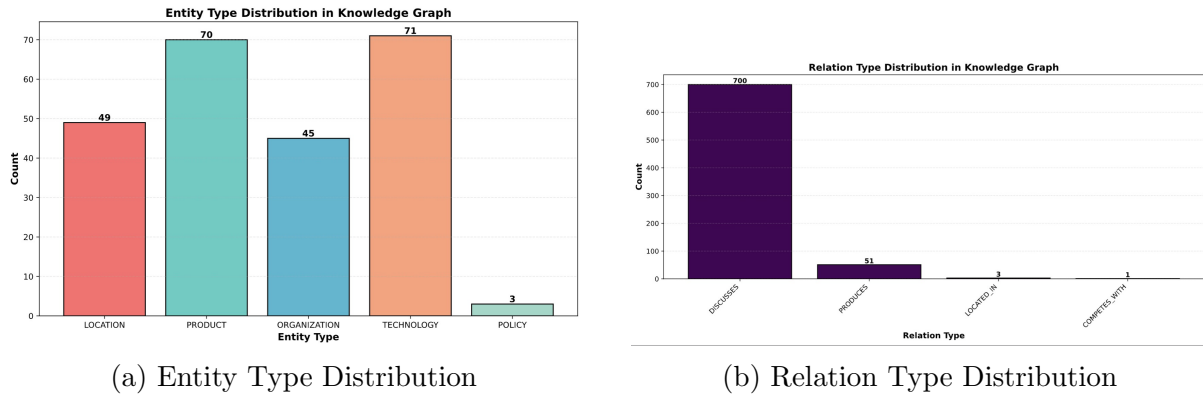 Entity Type Distribution in Knowledge Graph
Count
70
60
50
40
30
20
10
0
49
70
45
71
3
LOCATION
PRODUCT
ORGANIZATION
TECHNOLOGY
POLICY
Entity Type
(a) Entity Type Distribution
Relation Type Distribution in Knowledge Graph
Count
700
600
500
400
300
200
100
0
700
51
3
1
DISCUSSES
PRODUCES
LOCATED_IN
COMPETES_WITH
Relation Type
(b) Relation Type Distribution